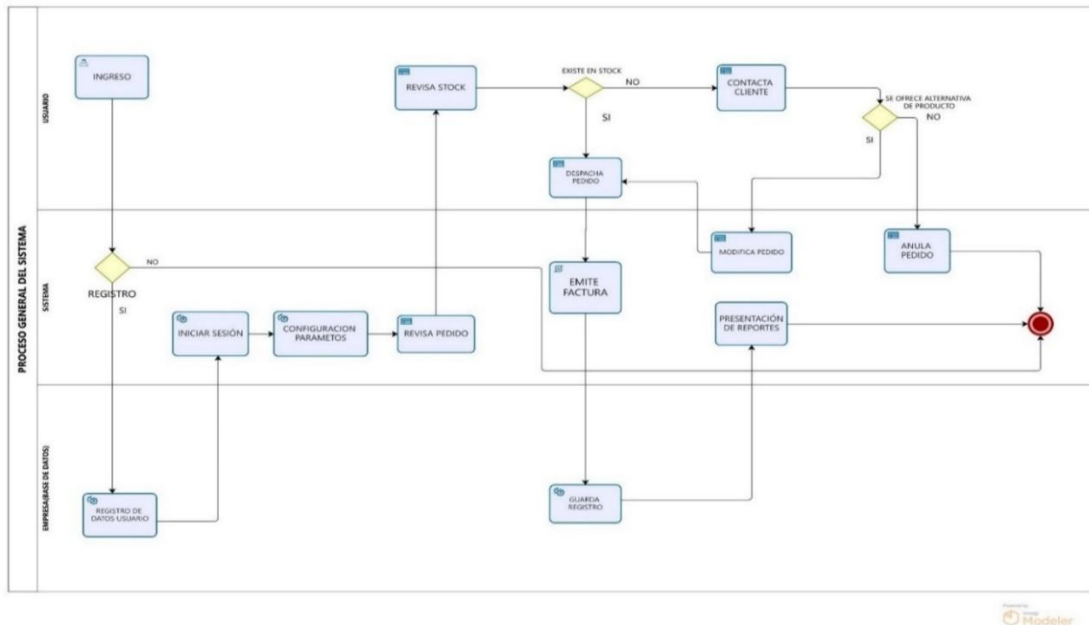 PROCESO GENERAL DEL SISTEMA
USUARIO
INGRESO
REVISA STOCK
EXISTE EN STOCK
NO
SI
CONTACTA
CLIENTE
SE OFRECE ALTERNATIVA
DE PRODUCTO
NO
SI
DESPACHA
PEDIDO
SISTEMA
REGISTRO
NO
SI
INICIAR SESIÓN
CONFIGURACION
PARAMETOS
REVISA PEDIDO
EMITE
FACTURA
MODIFICA PEDIDO
ANULA
PEDIDO
PRESENTACIÓN
DE REPORTES
EMPRESA(BASE DE DATOS)
REGISTRO DE
DATOS USUARIO
GUARDA
REGISTRO
Powered by
Modeler